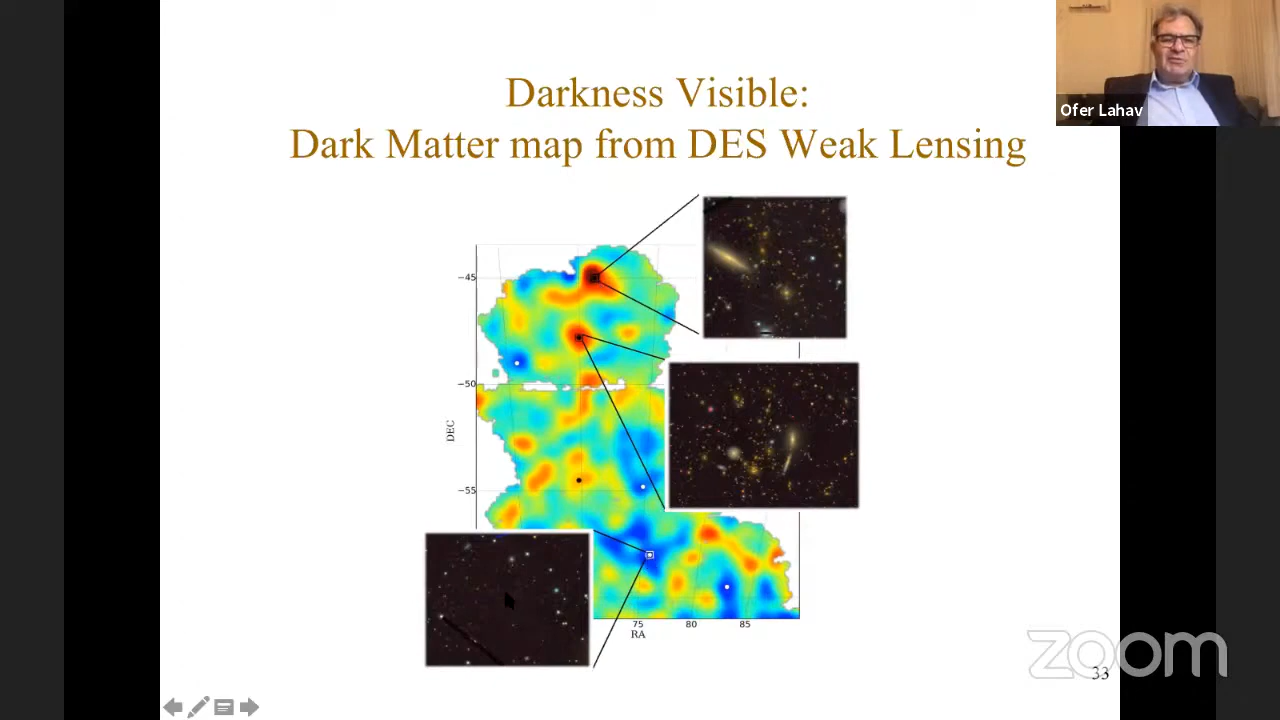 Darkness Visible:
Dark Matter map from DES Weak Lensing
Ofer Lahav
−45
−50
DEC
−55
75
80
85
RA
zoom
33